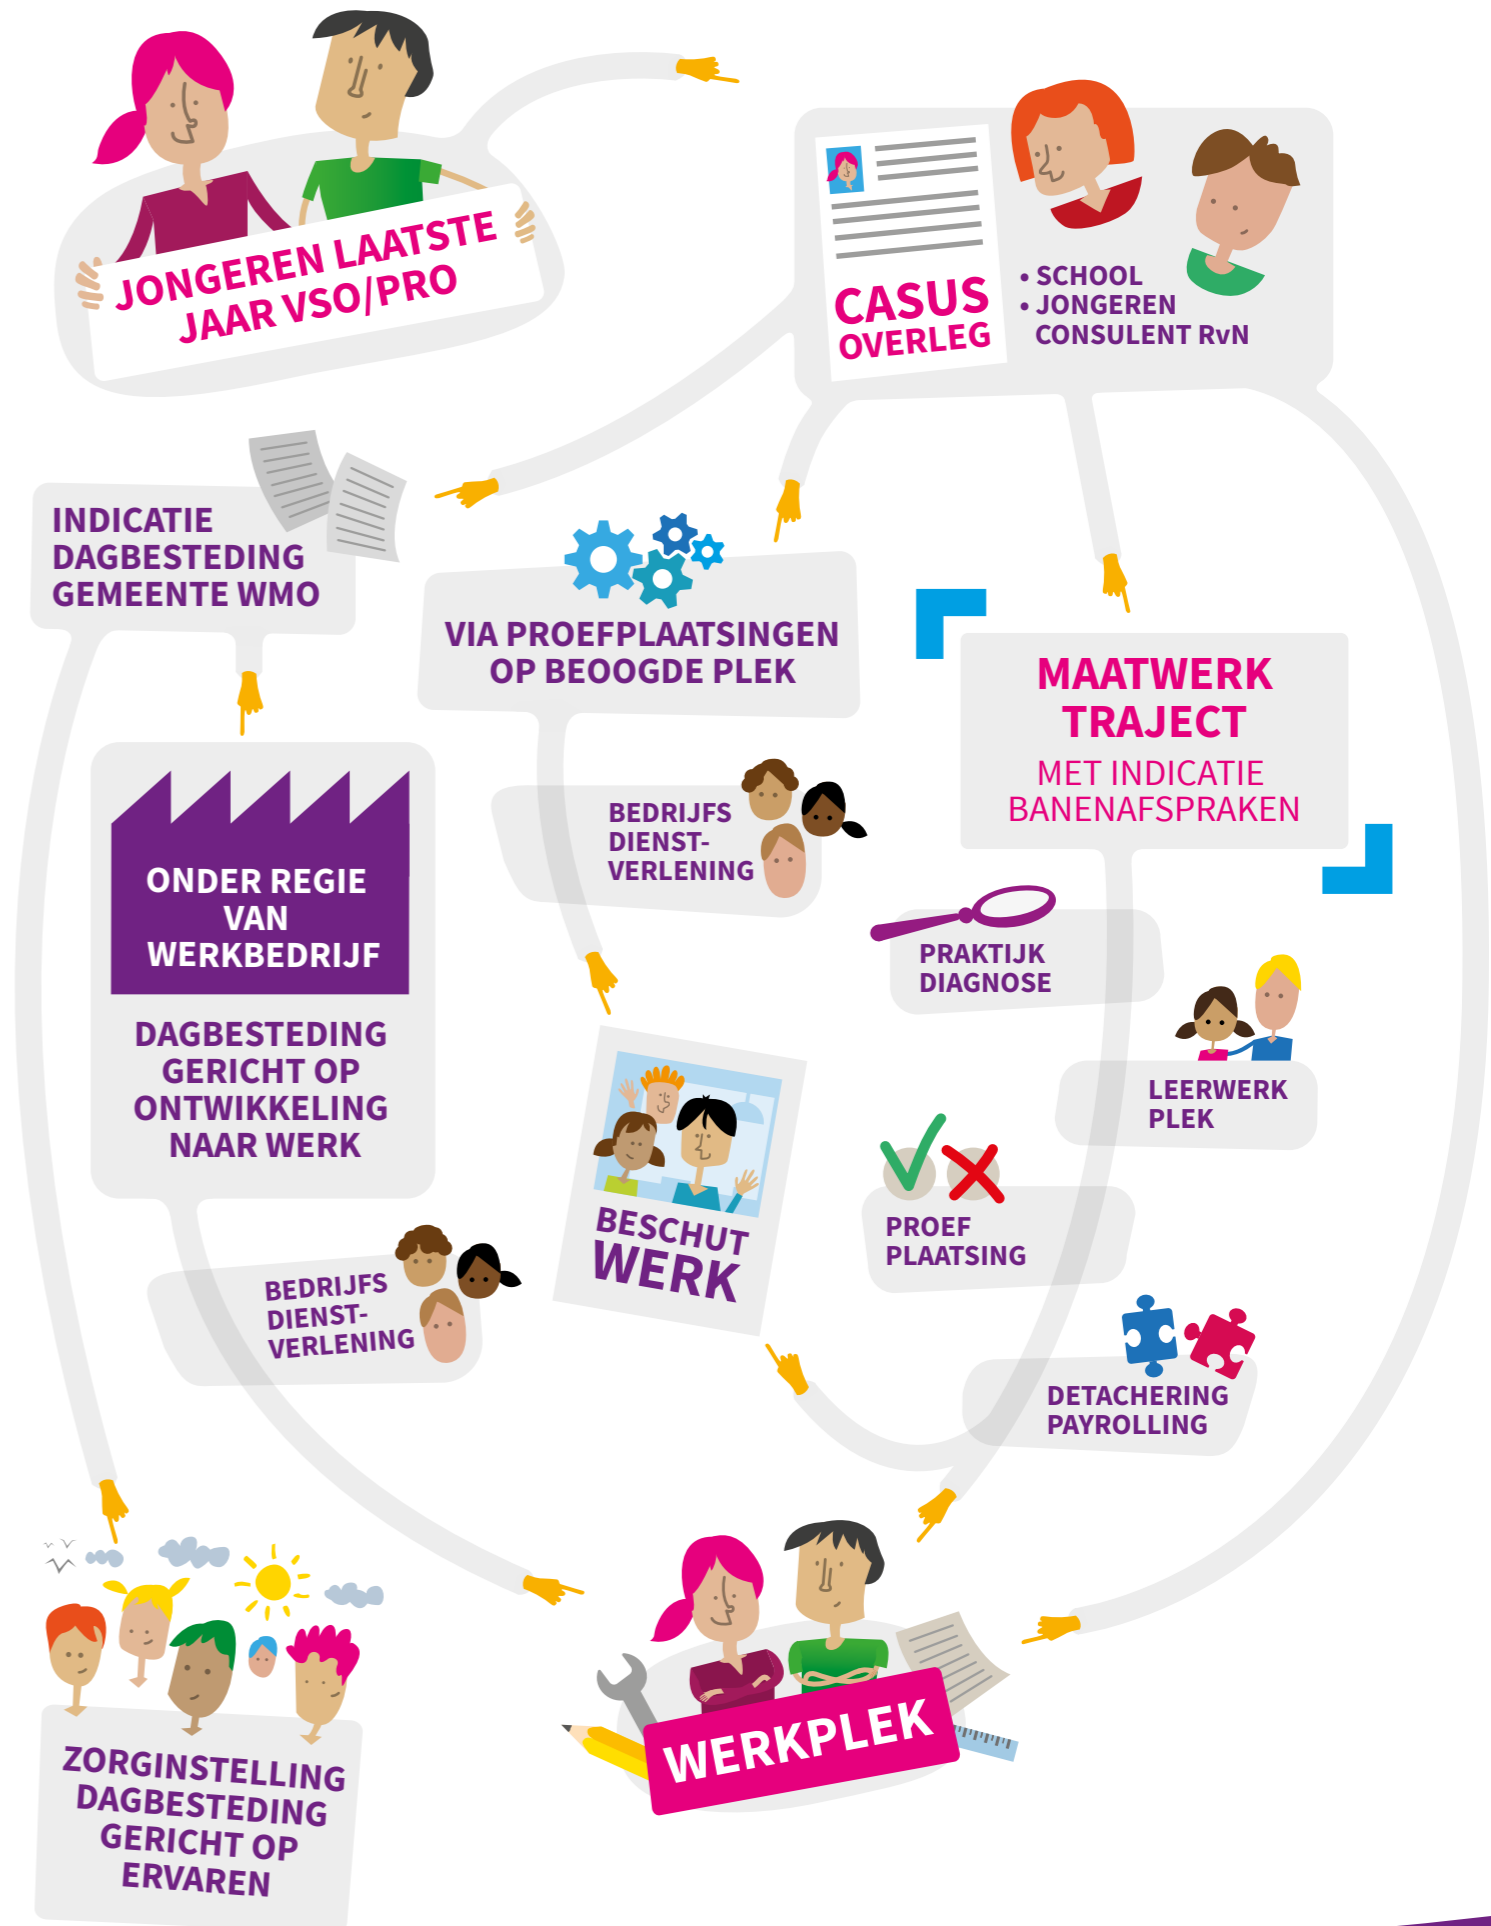 JONGEREN LAATSTE
JAAR VSO/PRO
CASUS
OVERLEG
• SCHOOL
• JONGEREN
CONSULENT RvN
INDICATIE
DAGBESTEDING
GEMEENTE WMO
VIA PROEFPLAATSINGEN
OP BEOOGDE PLEK
MAATWERK
TRAJECT
MET INDICATIE
BANENAFSPRAKEN
ONDER REGIE
VAN
WERKBEDRIJF
DAGBESTEDING
GERICHT OP
ONTWIKKELING
NAAR WERK
BEDRIJFS
DIENST-
VERLENING
PRAKTIJK
DIAGNOSE
LEERWERK
PLEK
BESCHUT
WERK
PROEF
PLAATSING
BEDRIJFS
DIENST-
VERLENING
DETACHERING
PAYROLLING
WERKPLEK
ZORGINSTELLING
DAGBESTEDING
GERICHT OP
ERVAREN